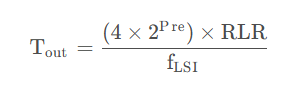 T_out = ((4 × 2^Pre) × RLR) / f_LSI